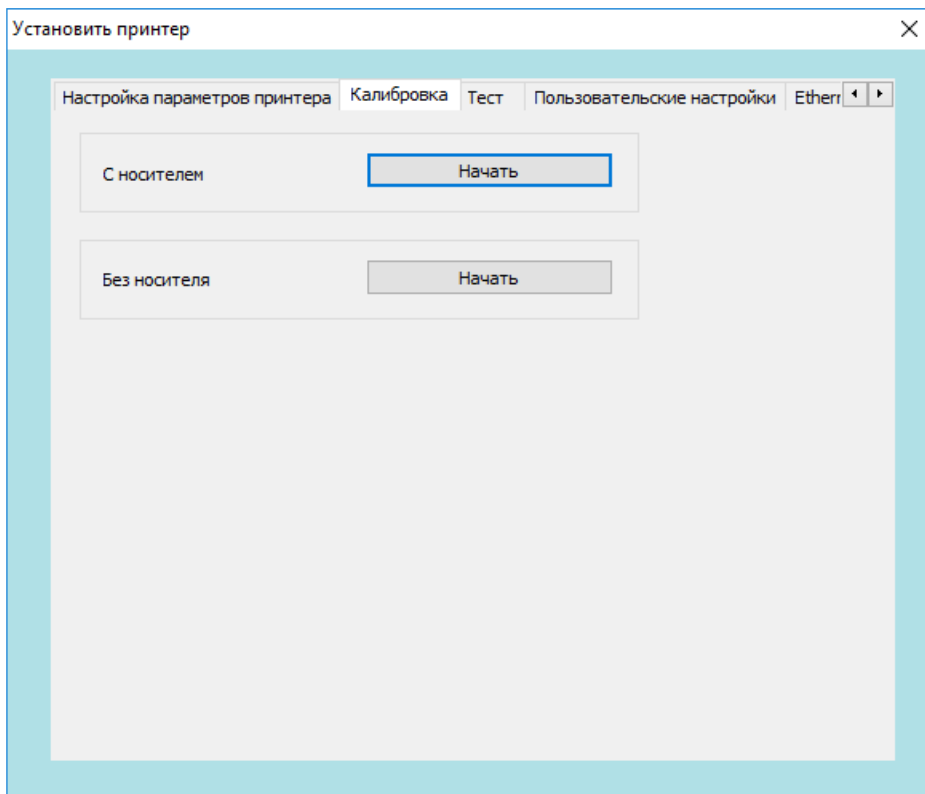 Установить принтер
Настройка параметров принтера Калибровка Тест Пользовательские настройки
С носителем Начать
Без носителя Начать